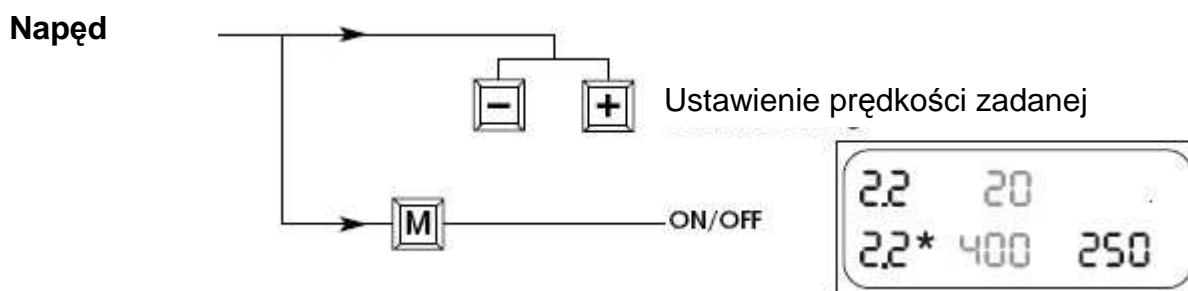 Napęd
- +
Ustawienie prędkości zadanej
M ON/OFF
2.2 20
2.2* 400 250